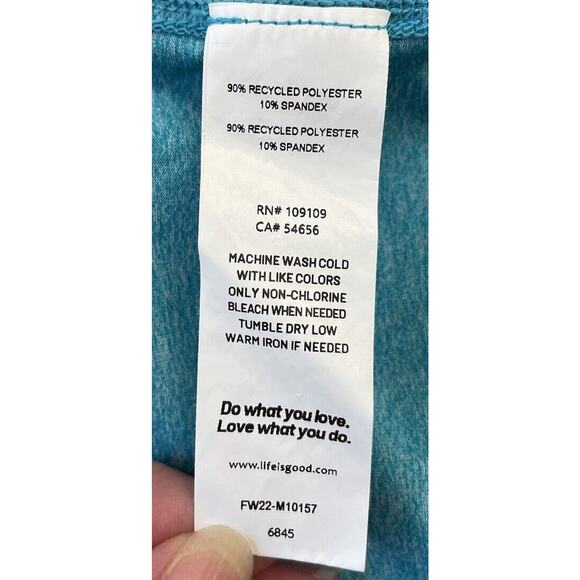 90% RECYCLED POLYESTER
10% SPANDEX
90% RECYCLED POLYESTER
10% SPANDEX
RN# 109109
CA# 54656
MACHINE WASH COLD
WITH LIKE COLORS
ONLY NON-CHLORINE
BLEACH WHEN NEEDED
TUMBLE DRY LOW
WARM IRON IF NEEDED
Do what you love.
Love what you do.
www.lifeisgood.com
FW22-M10157
6845